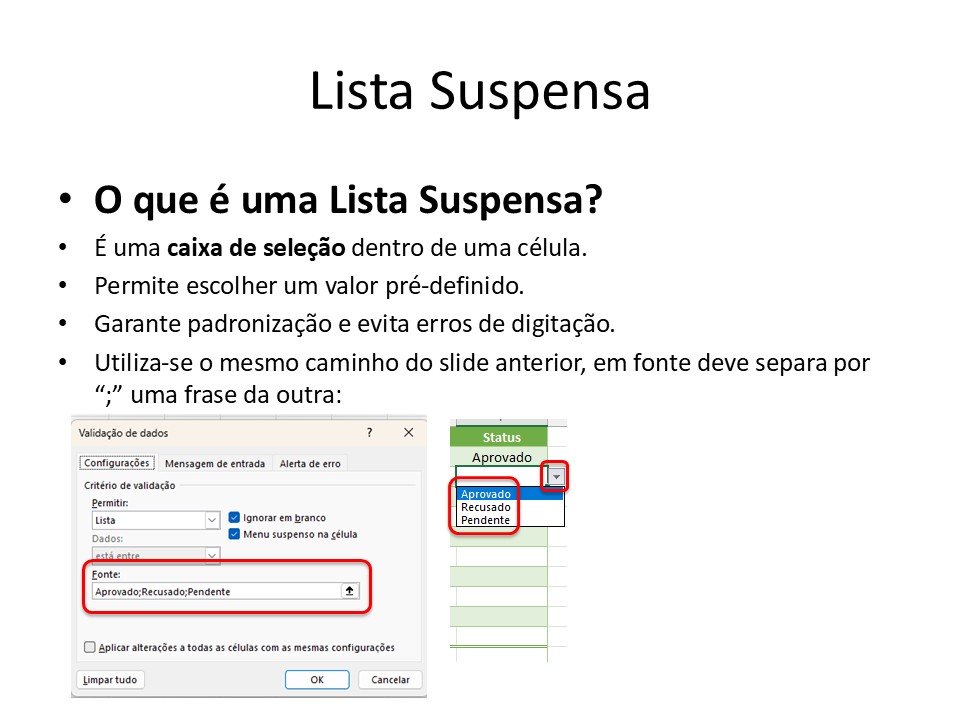 Lista Suspensa
• O que é uma Lista Suspensa?
• É uma caixa de seleção dentro de uma célula.
• Permite escolher um valor pré-definido.
• Garante padronização e evita erros de digitação.
• Utiliza-se o mesmo caminho do slide anterior, em fonte deve separa por
“;” uma frase da outra:
Validação de dados ? ×
Configurações Mensagem de entrada Alerta de erro
Critério de validação
Permitir:
Lista
Ignorar em branco
Menu suspenso na célula
Dados:
está entre
Fonte:
Aprovado;Recusado;Pendente
Aplicar alterações a todas as células com as mesmas configurações
Limpar tudo OK Cancelar
Status
Aprovado
Aprovado
Recusado
Pendente